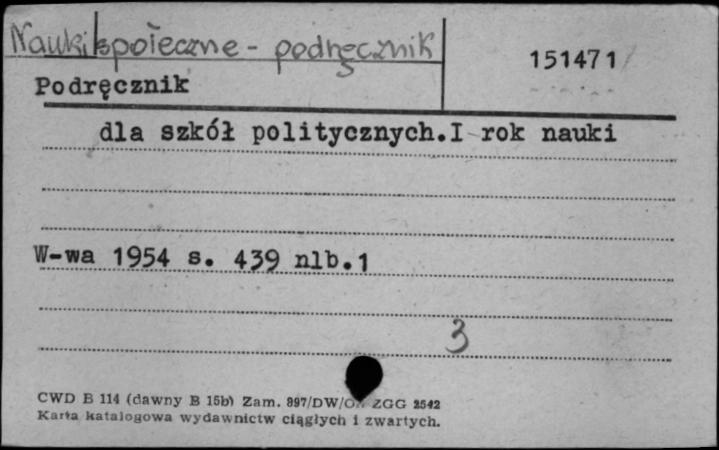 Nauki społeczne - podręcznik
151471
Podręcznik
dla szkół politycznych.I rok nauki
W-wa 1954 s. 439 nlb.1
3
CWD B 114 (dawny B 15b) Zam. 897/DW/ ZGG 2542
Karta katalogowa wydawnictw ciągłych i zwartych.